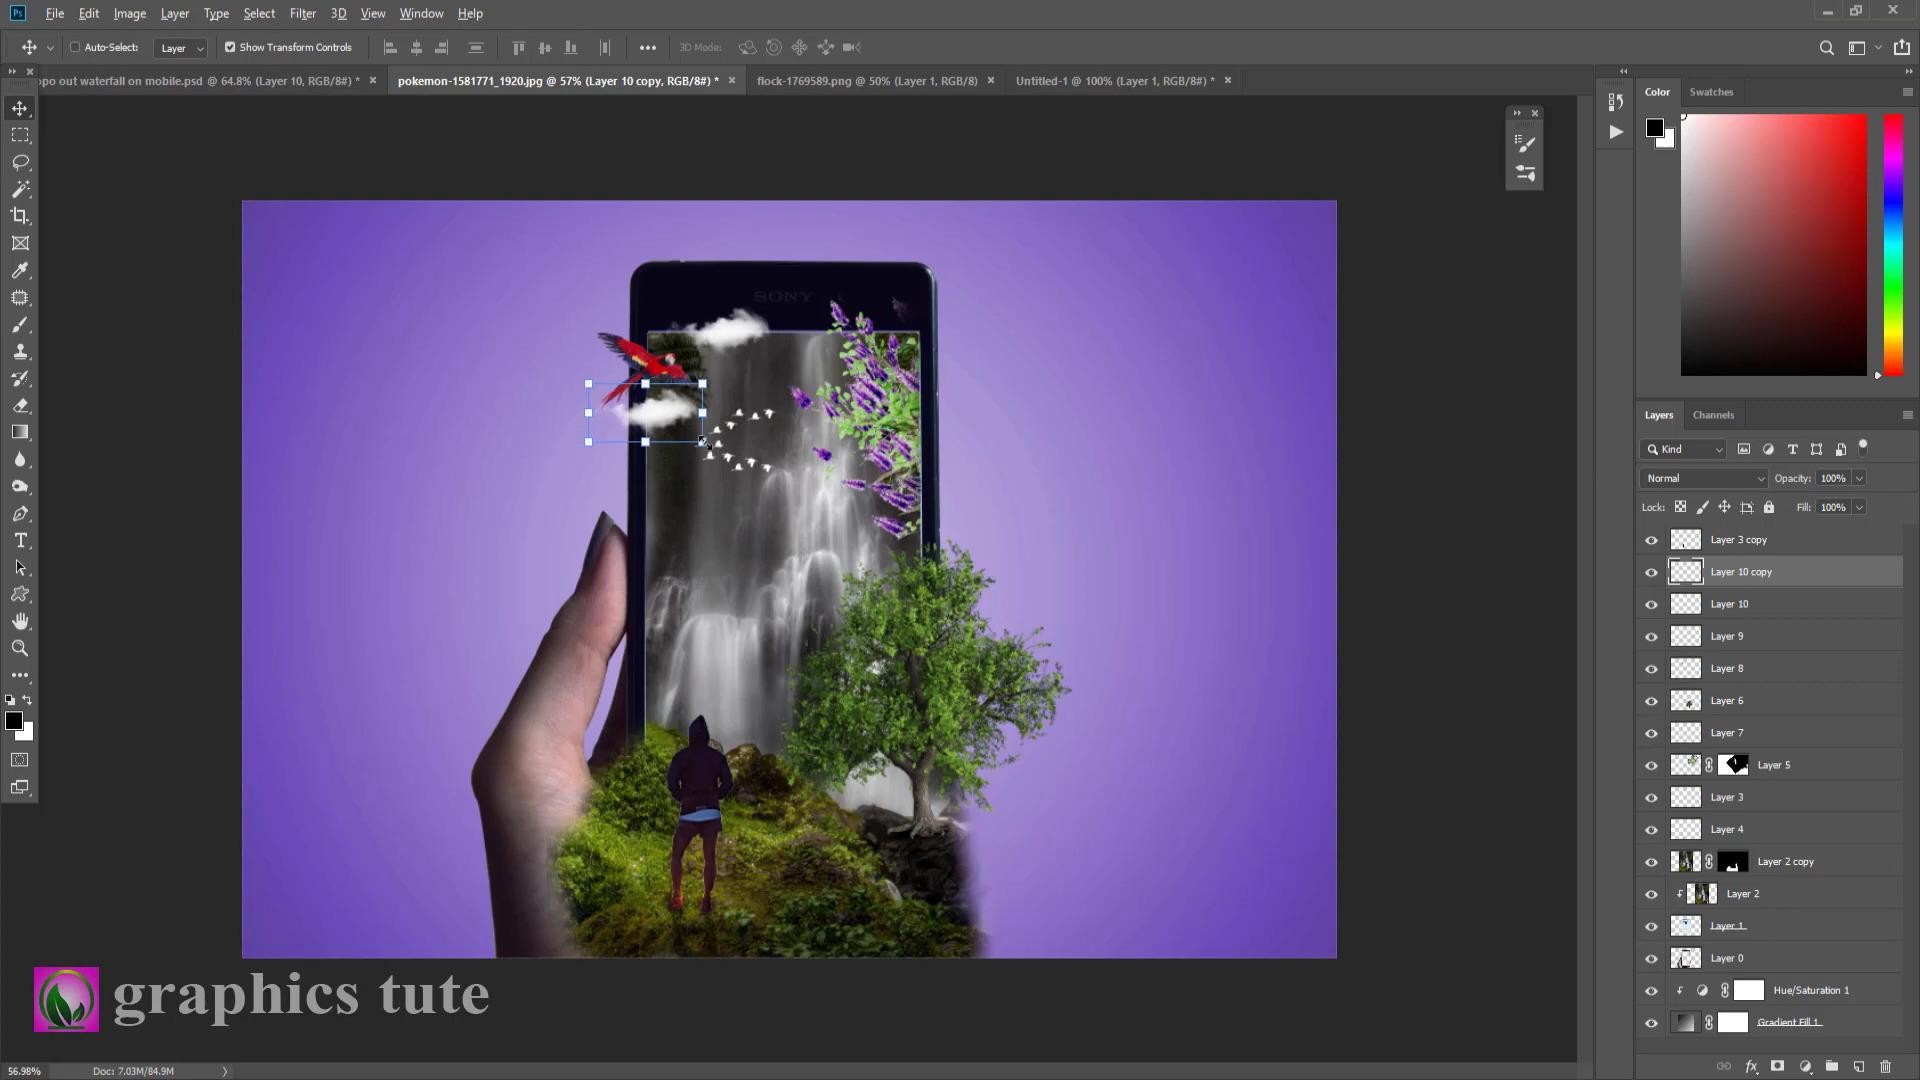 Ps File Edit Image Layer Type Select Filter 3D View Window Help
Auto-Select: Layer Show Transform Controls 3D Mode:
opo out waterfall on mobile.psd @ 64.8% (Layer 10, RGB/8#) * pokemon-1581771_1920.jpg @ 57% (Layer 10 copy, RGB/8#) * flock-1769589.png @ 50% (Layer 1, RGB/8) Untitled-1 @ 100% (Layer 1, RGB/8#) *
Color Swatches
SONY
Layers Channels
Kind
Normal Opacity: 100%
Lock: Fill: 100%
Layer 3 copy
Layer 10 copy
Layer 10
Layer 9
Layer 8
Layer 6
Layer 7
Layer 5
Layer 3
Layer 4
Layer 2 copy
Layer 2
Layer 1
Layer 0
Hue/Saturation 1
Gradient Fill 1
graphics tute
56.98% Doc: 7.03M/84.9M